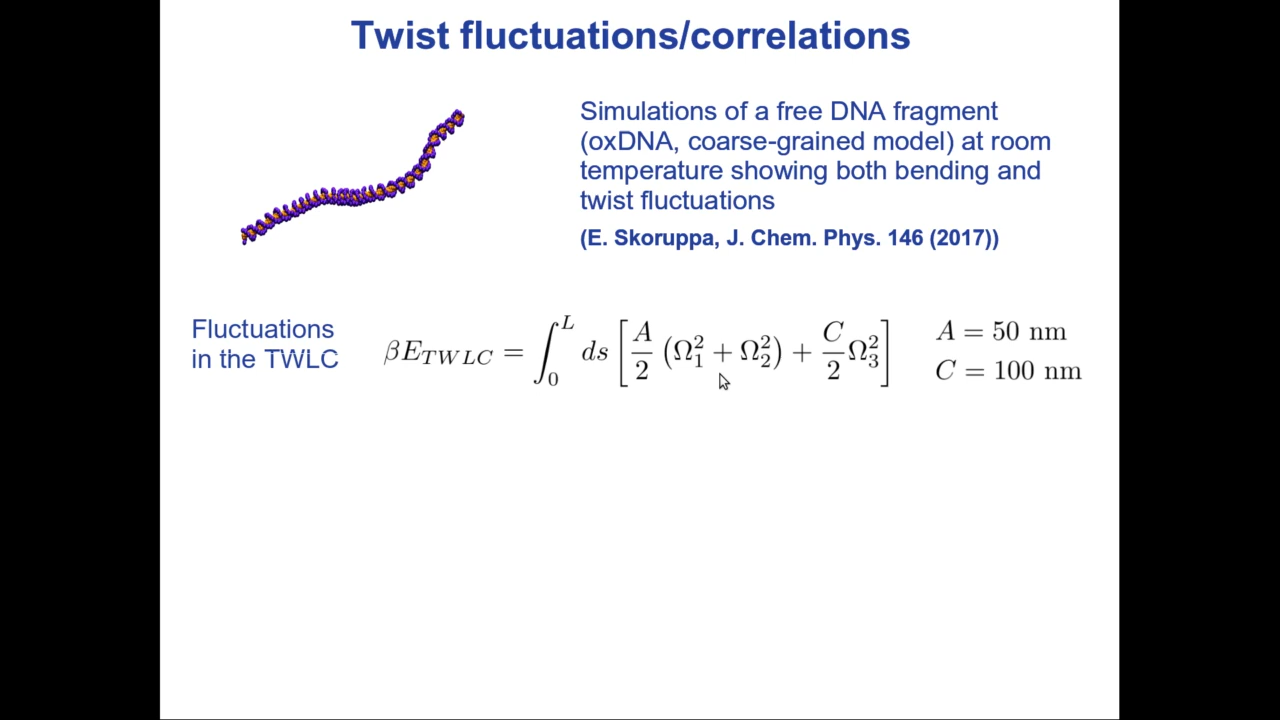 Twist fluctuations/correlations
Simulations of a free DNA fragment
(oxDNA, coarse-grained model) at room
temperature showing both bending and
twist fluctuations
(E. Skoruppa, J. Chem. Phys. 146 (2017))
Fluctuations
in the TWLC
βE_{TWLC} = ∫_0^L ds [ A/2 (Ω_1^2 + Ω_2^2) + C/2 Ω_3^2 ]
A = 50 nm
C = 100 nm